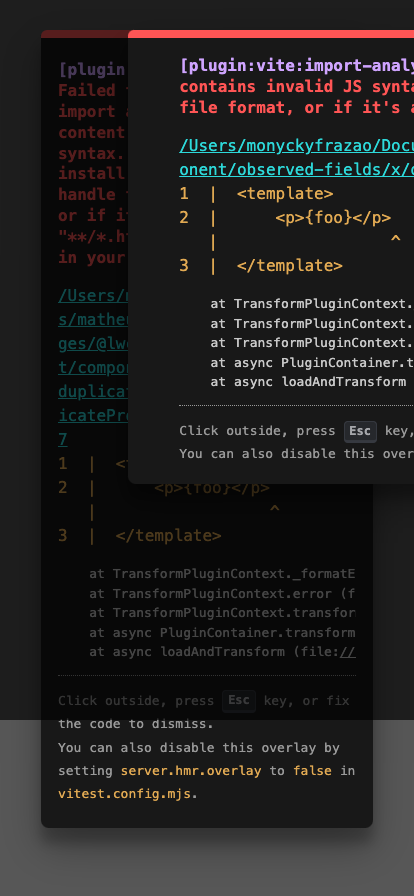 [plugin:vite:import-analy
contains invalid JS synta
file format, or if it's a
/Users/monyckyfrazao/Docu
onent/observed-fields/x/c
1 | <template>
2 | <p>{foo}</p>
| ^
3 | </template>
at TransformPluginContext.
at TransformPluginContext.
at TransformPluginContext.
at async PluginContainer.t
at async loadAndTransform
Click outside, press Esc key,
You can also disable this over
[plugin
Failed
import a
content
syntax.
install
handle
or if i
"**/*.h
in your
/Users/
s/mathe
ges/@lw
t/compo
duplicat
icatePr
7
1 | <
2 | <p>{foo}</p>
| ^
3 | </template>
at TransformPluginContext._formatE
at TransformPluginContext.error (f
at TransformPluginContext.transfor
at async PluginContainer.transform
at async loadAndTransform (file://
Click outside, press Esc key, or fix
the code to dismiss.
You can also disable this overlay by
setting server.hmr.overlay to false in
vitest.config.mjs.